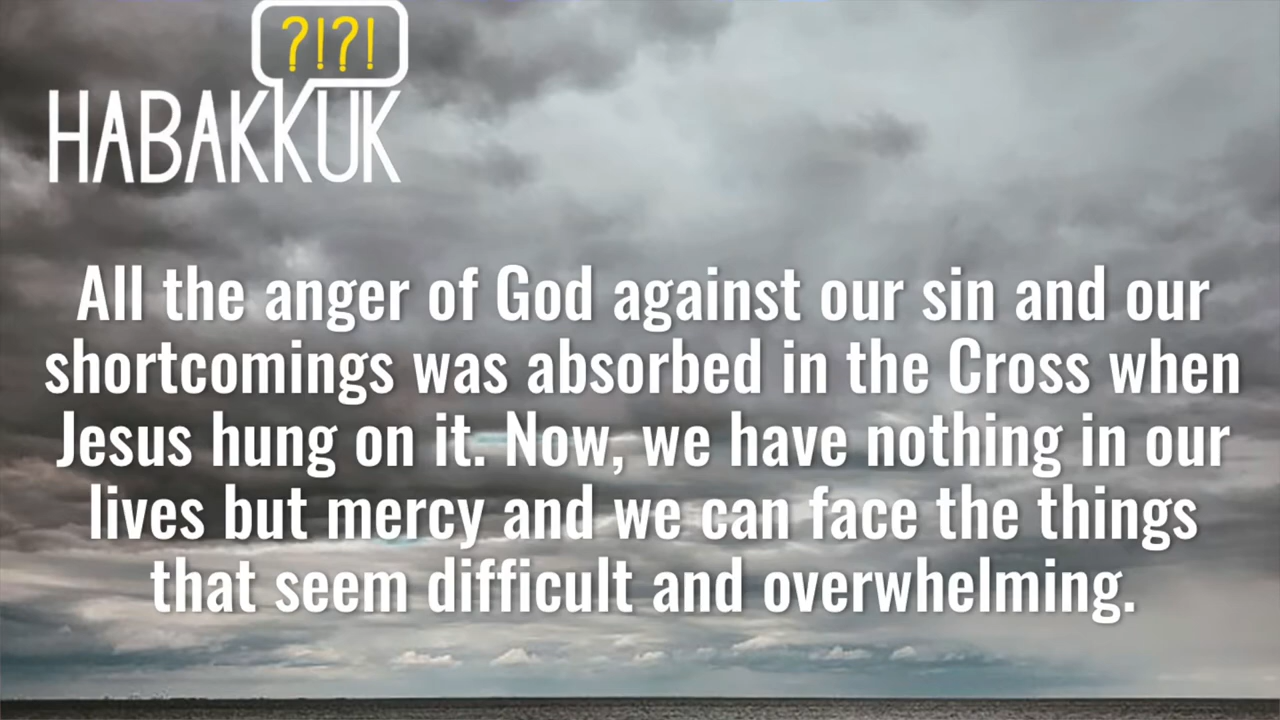 ?!?!
HABAKKUK
All the anger of God against our sin and our
shortcomings was absorbed in the Cross when
Jesus hung on it. Now, we have nothing in our
lives but mercy and we can face the things
that seem difficult and overwhelming.